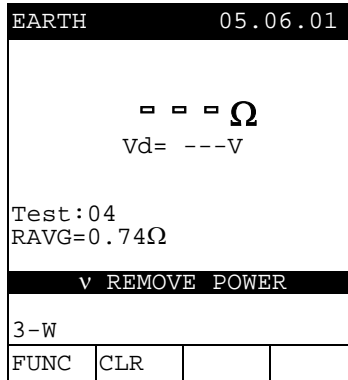 EARTH 05.06.01
- - - Ω
Vd= ---V
Test:04
RAVG=0.74Ω
ν REMOVE POWER
3-W
FUNC CLR